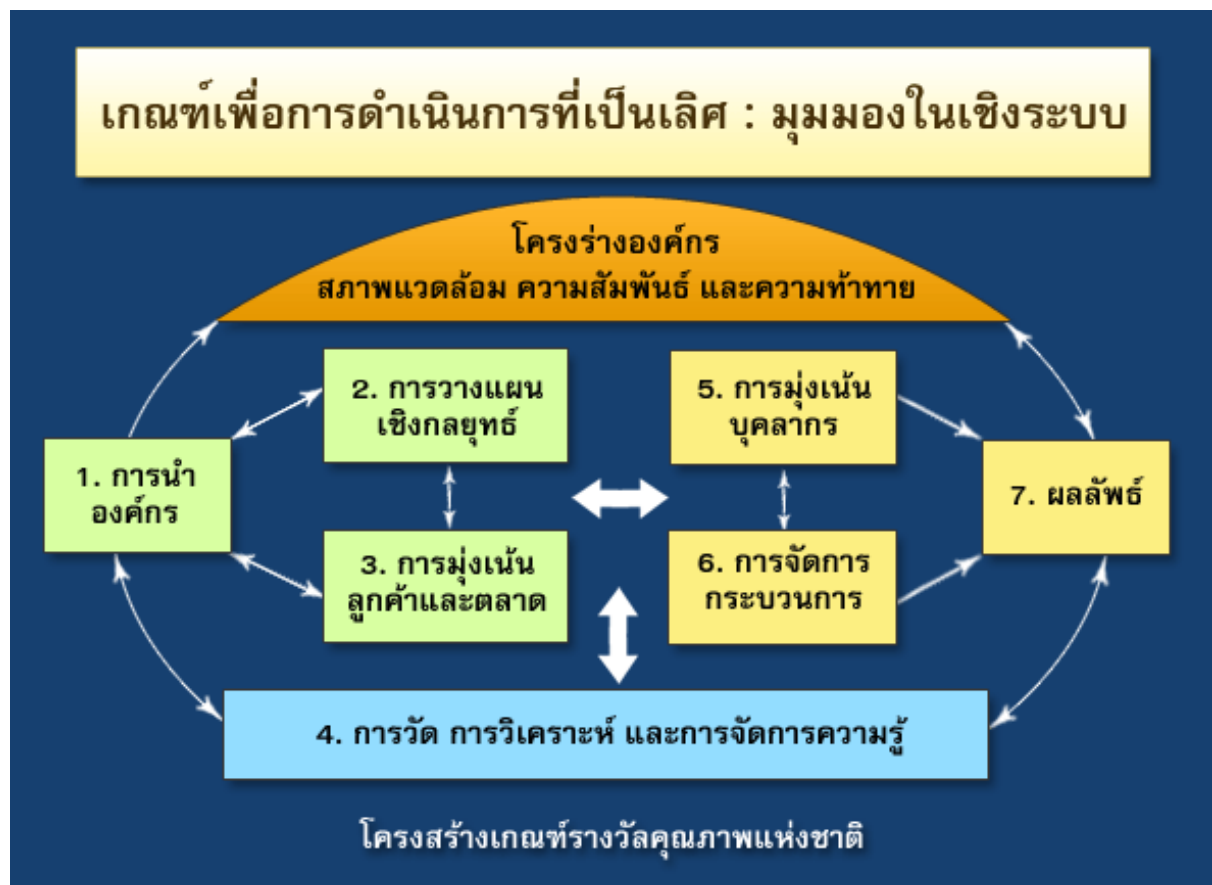 เกณฑ์เพื่อการดำเนินการที่เป็นเลิศ : มุมมองในเชิงระบบ
โครงร่างองค์กร
สภาพแวดล้อม ความสัมพันธ์ และความท้าทาย
2. การวางแผน
เชิงกลยุทธ์
5. การมุ่งเน้น
บุคลากร
1. การนำ
องค์กร
7. ผลลัพธ์
3. การมุ่งเน้น
ลูกค้าและตลาด
6. การจัดการ
กระบวนการ
4. การวัด การวิเคราะห์ และการจัดการความรู้
โครงสร้างเกณฑ์รางวัลคุณภาพแห่งชาติ